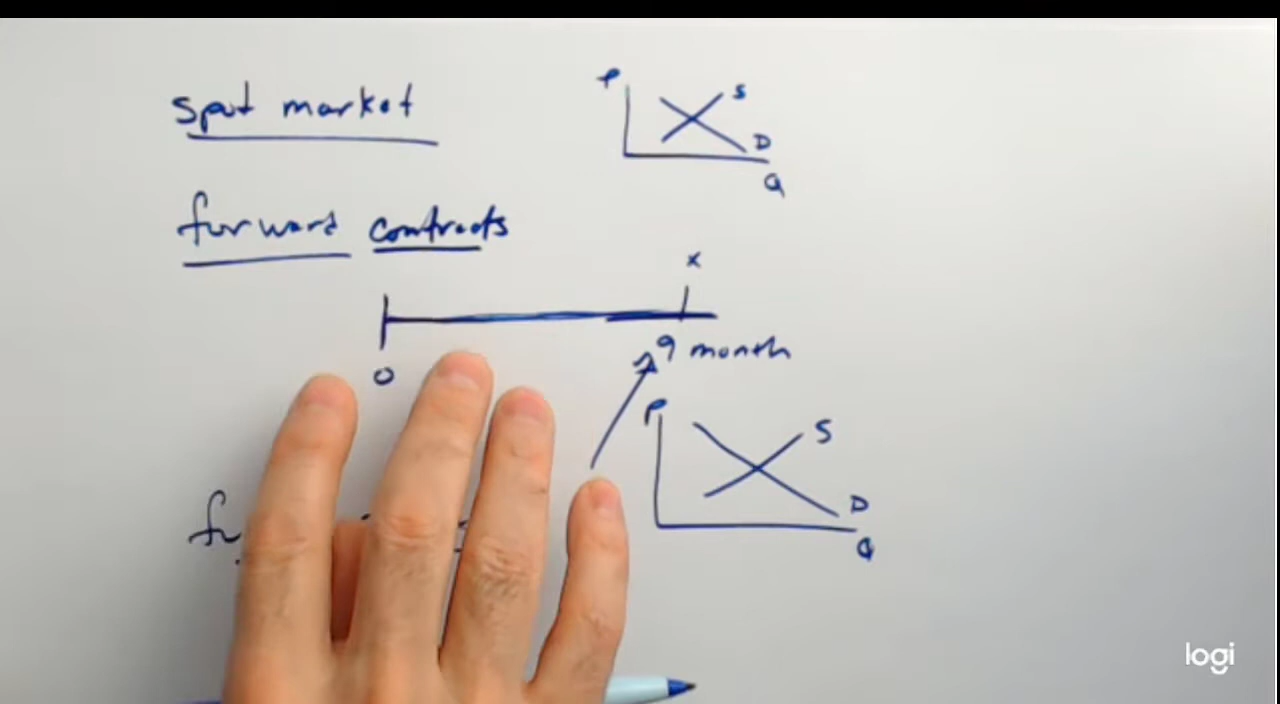 spot market
P
S
D
Q
forward contracts
x
0
9 month
P
S
D
Q
logi